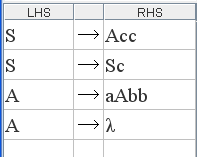 LHS RHS
S → Acc
S → Sc
A → aAbb
A → λ